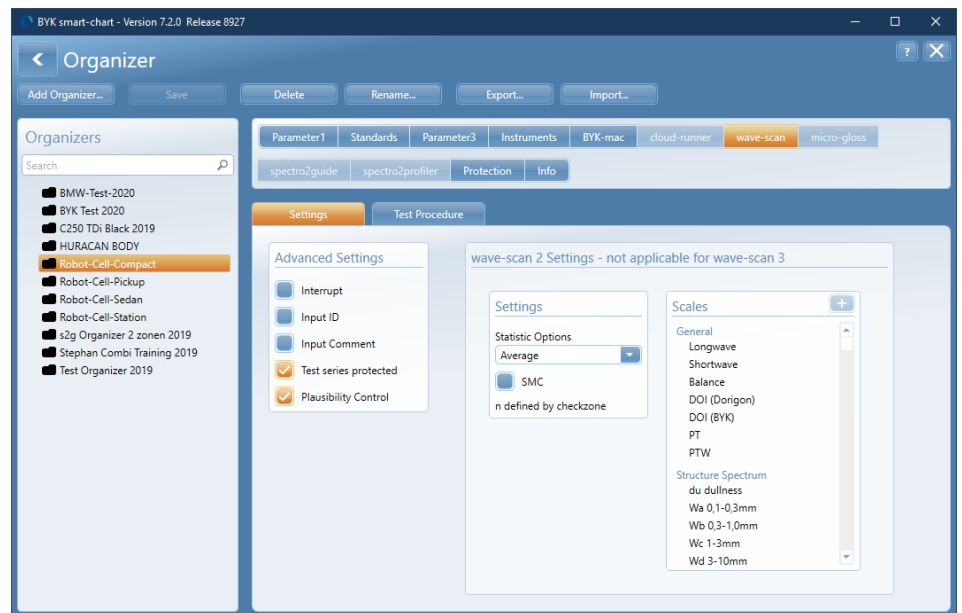 BYK smart-chart - Version 7.2.0 Release 8927
Organizer
?
Add Organizer...
Save
Delete
Rename...
Export...
Import...
Organizers
Search
BMW-Test-2020
BYK Test 2020
C250 TDi Black 2019
HURACAN BODY
Robot-Cell-Compact
Robot-Cell-Pickup
Robot-Cell-Sedan
Robot-Cell-Station
s2g Organizer 2 zonen 2019
Stephan Combi Training 2019
Test Organizer 2019
Parameter1
Standards
Parameter3
Instruments
BYK-mac
cloud-runner
wave-scan
micro-gloss
spectro2guide
spectro2profiler
Protection
Info
Settings
Test Procedure
Advanced Settings
Interrupt
Input ID
Input Comment
Test series protected
Plausibility Control
wave-scan 2 Settings - not applicable for wave-scan 3
Settings
Statistic Options
Average
SMC
n defined by checkzone
Scales
General
Longwave
Shortwave
Balance
DOI (Dorigon)
DOI (BYK)
PT
PTW
Structure Spectrum
du dullness
Wa 0,1-0,3mm
Wb 0,3-1,0mm
Wc 1-3mm
Wd 3-10mm